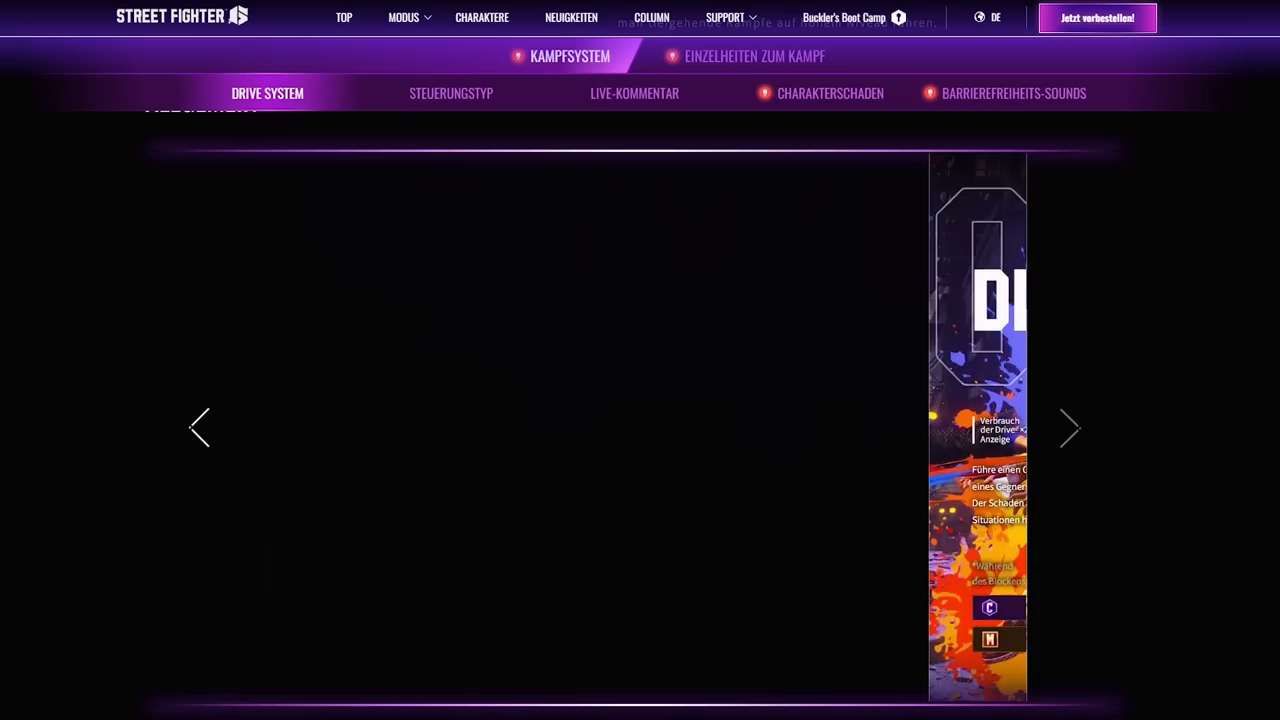 STREET FIGHTER 6
TOP
MODUS
CHARAKTERE
NEUIGKEITEN
COLUMN
SUPPORT
Buckler's Boot Camp
DE
Jetzt vorbestellen!
KAMPFSYSTEM
EINZELHEITEN ZUM KAMPF
DRIVE SYSTEM
STEUERUNGSTYP
LIVE-KOMMENTAR
CHARAKTERSCHADEN
BARRIEREFREIHEITS-SOUNDS
Verbrauch
der Drive-
Anzeige
Führe einen
eines Gegner
Der Schaden
Situationen
*Während
des Blockens
C
M